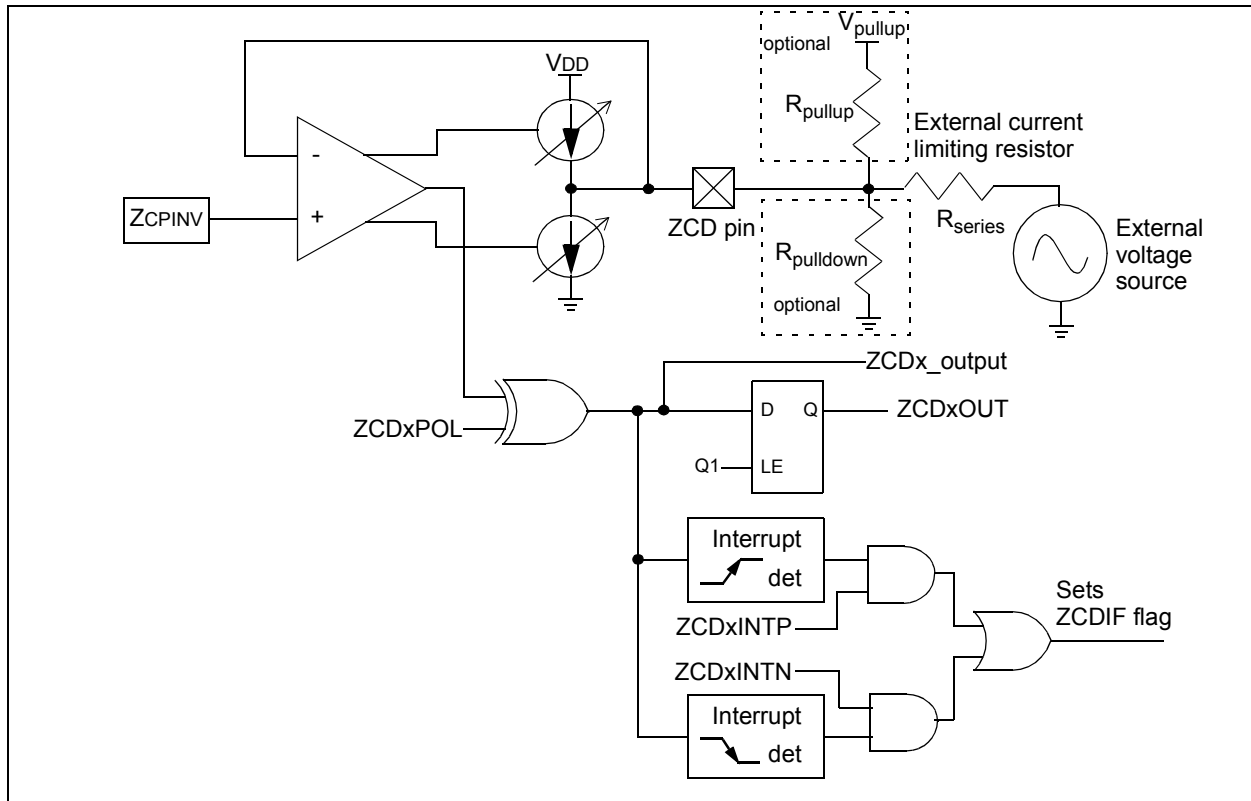 Vpullup
optional
VDD
Rpullup
External current
limiting resistor
-
+
ZCPINV
ZCD pin
Rseries
External
voltage
source
Rpulldown
optional
ZCDx_output
D Q
ZCDxOUT
ZCDxPOL
Q1
LE
Interrupt
det
Sets
ZCDIF flag
ZCDxINTP
ZCDxINTN
Interrupt
det